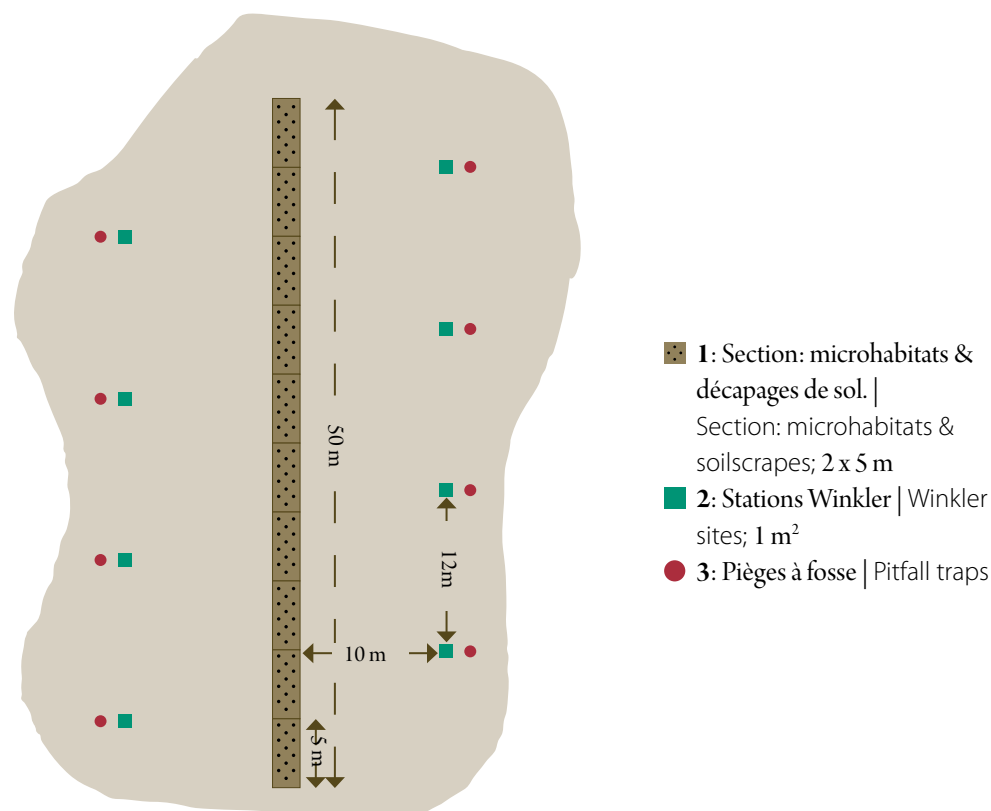 50 m
12m
10 m
5 m
1: Section: microhabitats &
décapages de sol. |
Section: microhabitats &
soilscrapes; 2 x 5 m
2: Stations Winkler | Winkler
sites; 1 m²
3: Pièges à fosse | Pitfall traps